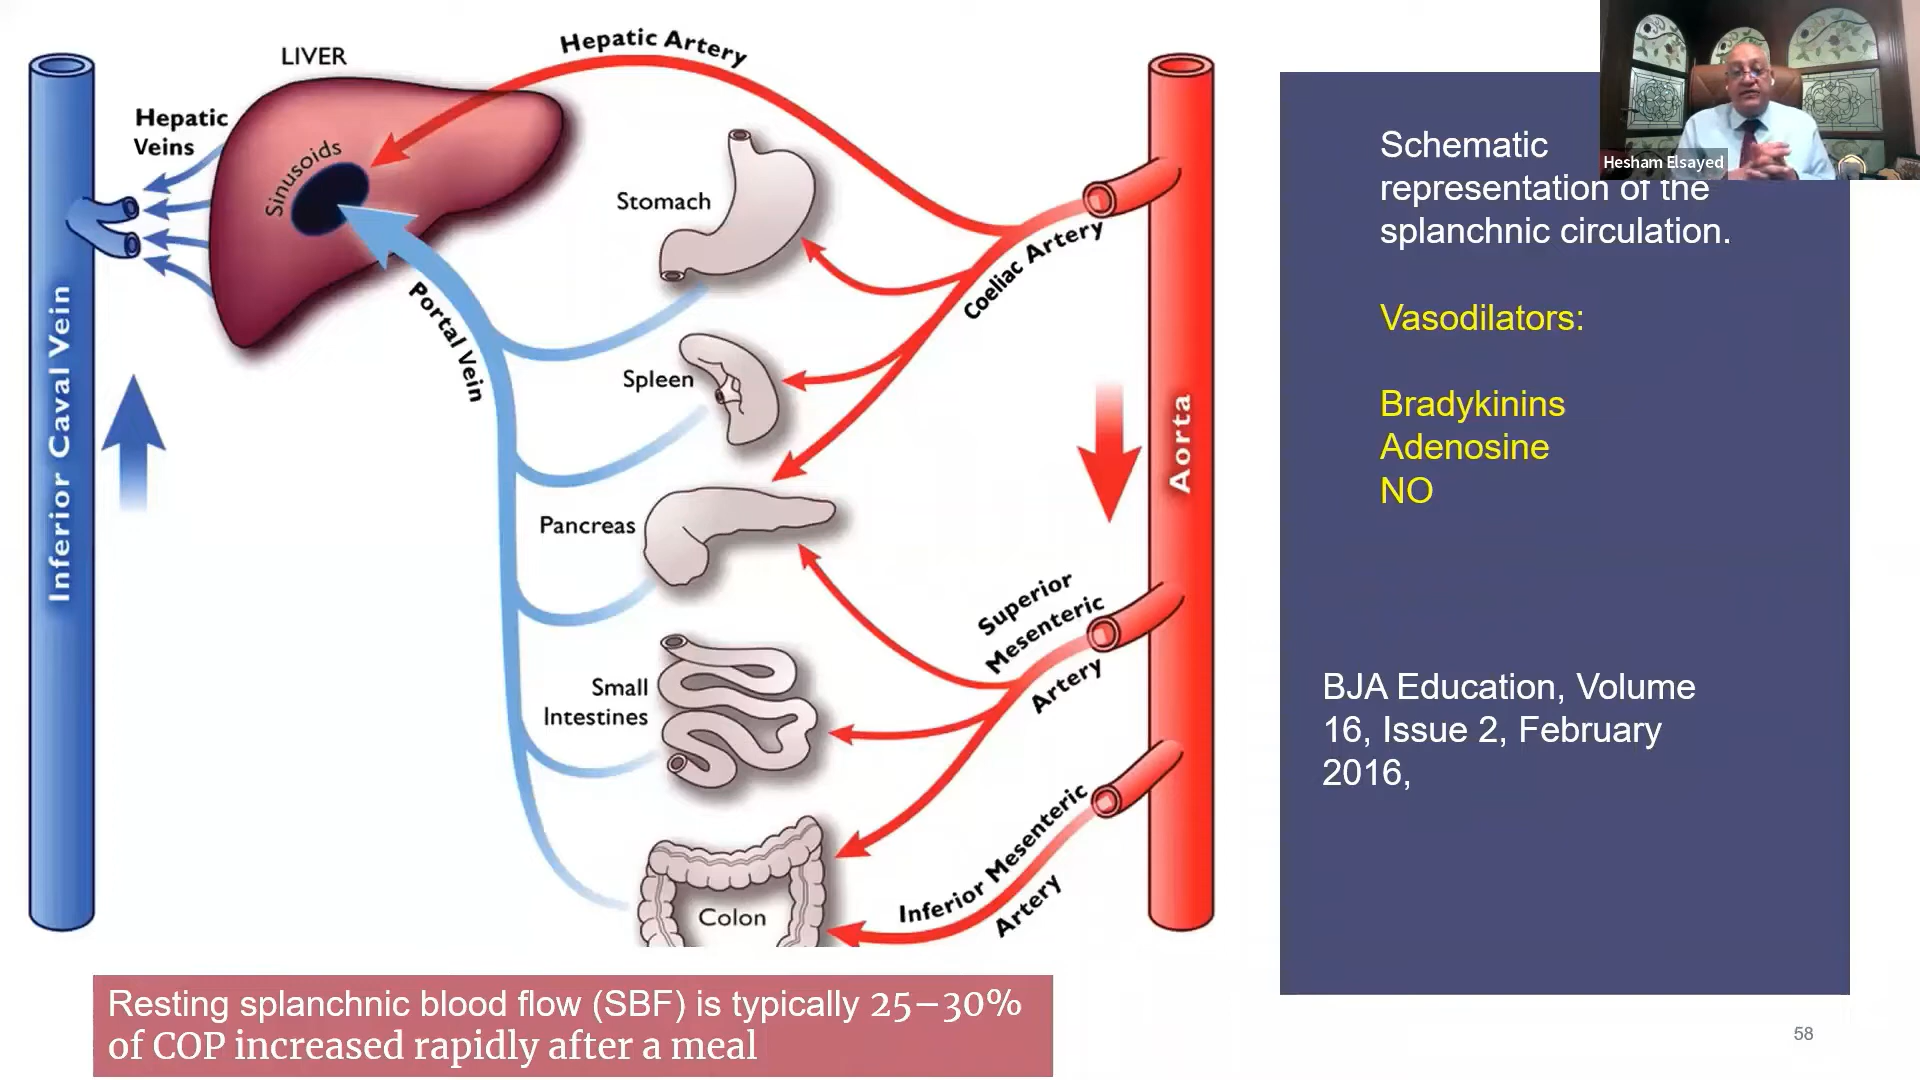 LIVER
Hepatic Artery
Hepatic
Veins
Sinusoids
Portal Vein
Inferior Caval Vein
Stomach
Spleen
Pancreas
Small
Intestines
Colon
Coeliac Artery
Superior
Mesenteric
Artery
Inferior Mesenteric
Artery
Aorta
Schematic
representation of the
splanchnic circulation.
Vasodilators:
Bradykinins
Adenosine
NO
BJA Education, Volume
16, Issue 2, February
2016,
Hesham Elsayed
Resting splanchnic blood flow (SBF) is typically 25–30%
of COP increased rapidly after a meal
58